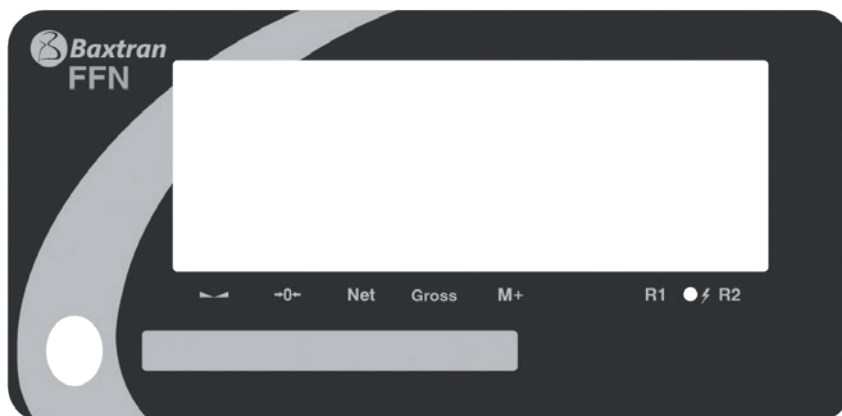 Baxtran
FFN
→0← Net Gross M+ R1 R2